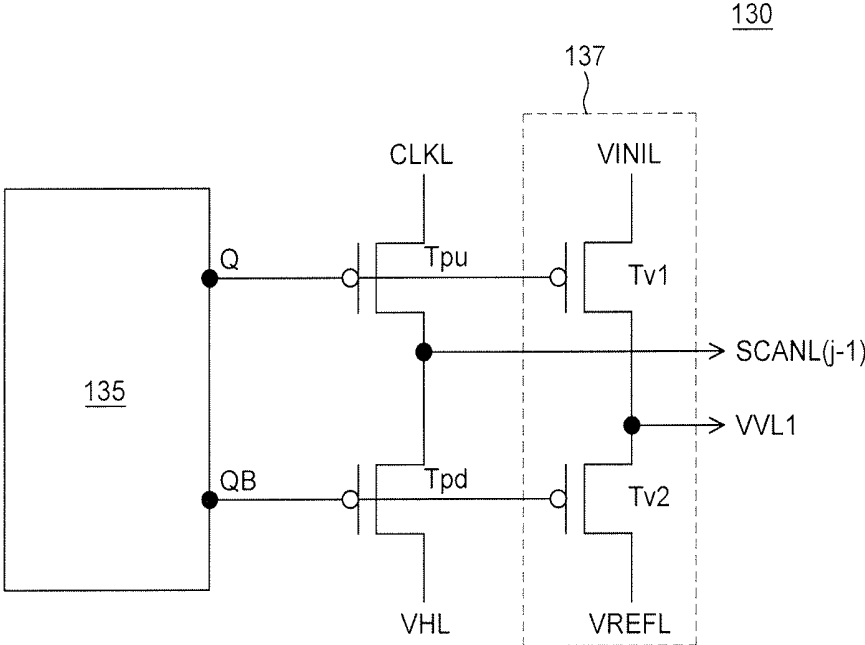 130
137
CLKL
VINIL
Q
Tpu
Tv1
SCANL(j-1)
135
VVL1
QB
Tpd
Tv2
VHL
VREFL